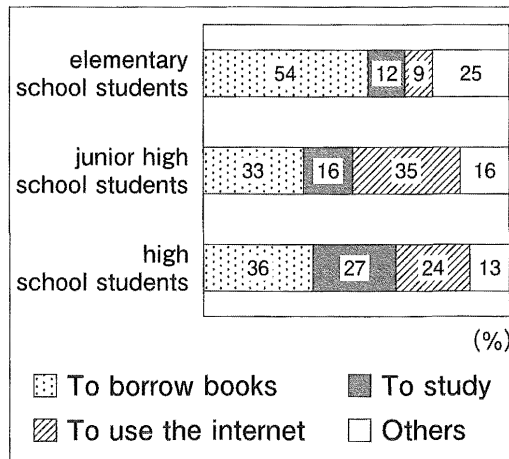 elementary
school students
54 12 9 25
junior high
school students
33 16 35 16
high
school students
36 27 24 13
(%)
To borrow books To study
To use the internet Others